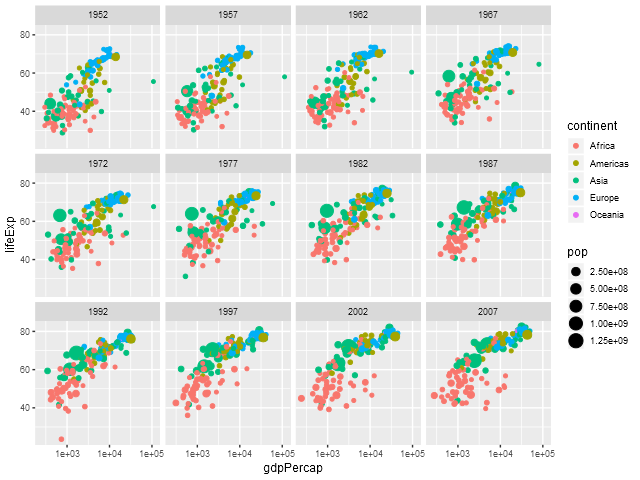 1952 1957 1962 1967
80
60
40
1972 1977 1982 1987
80
60
40
1992 1997 2002 2007
80
60
40
1e+03 1e+04 1e+05 1e+03 1e+04 1e+05 1e+03 1e+04 1e+05 1e+03 1e+04 1e+05
gdpPercap
lifeExp
continent
Africa
Americas
Asia
Europe
Oceania
pop
2.50e+08
5.00e+08
7.50e+08
1.00e+09
1.25e+09